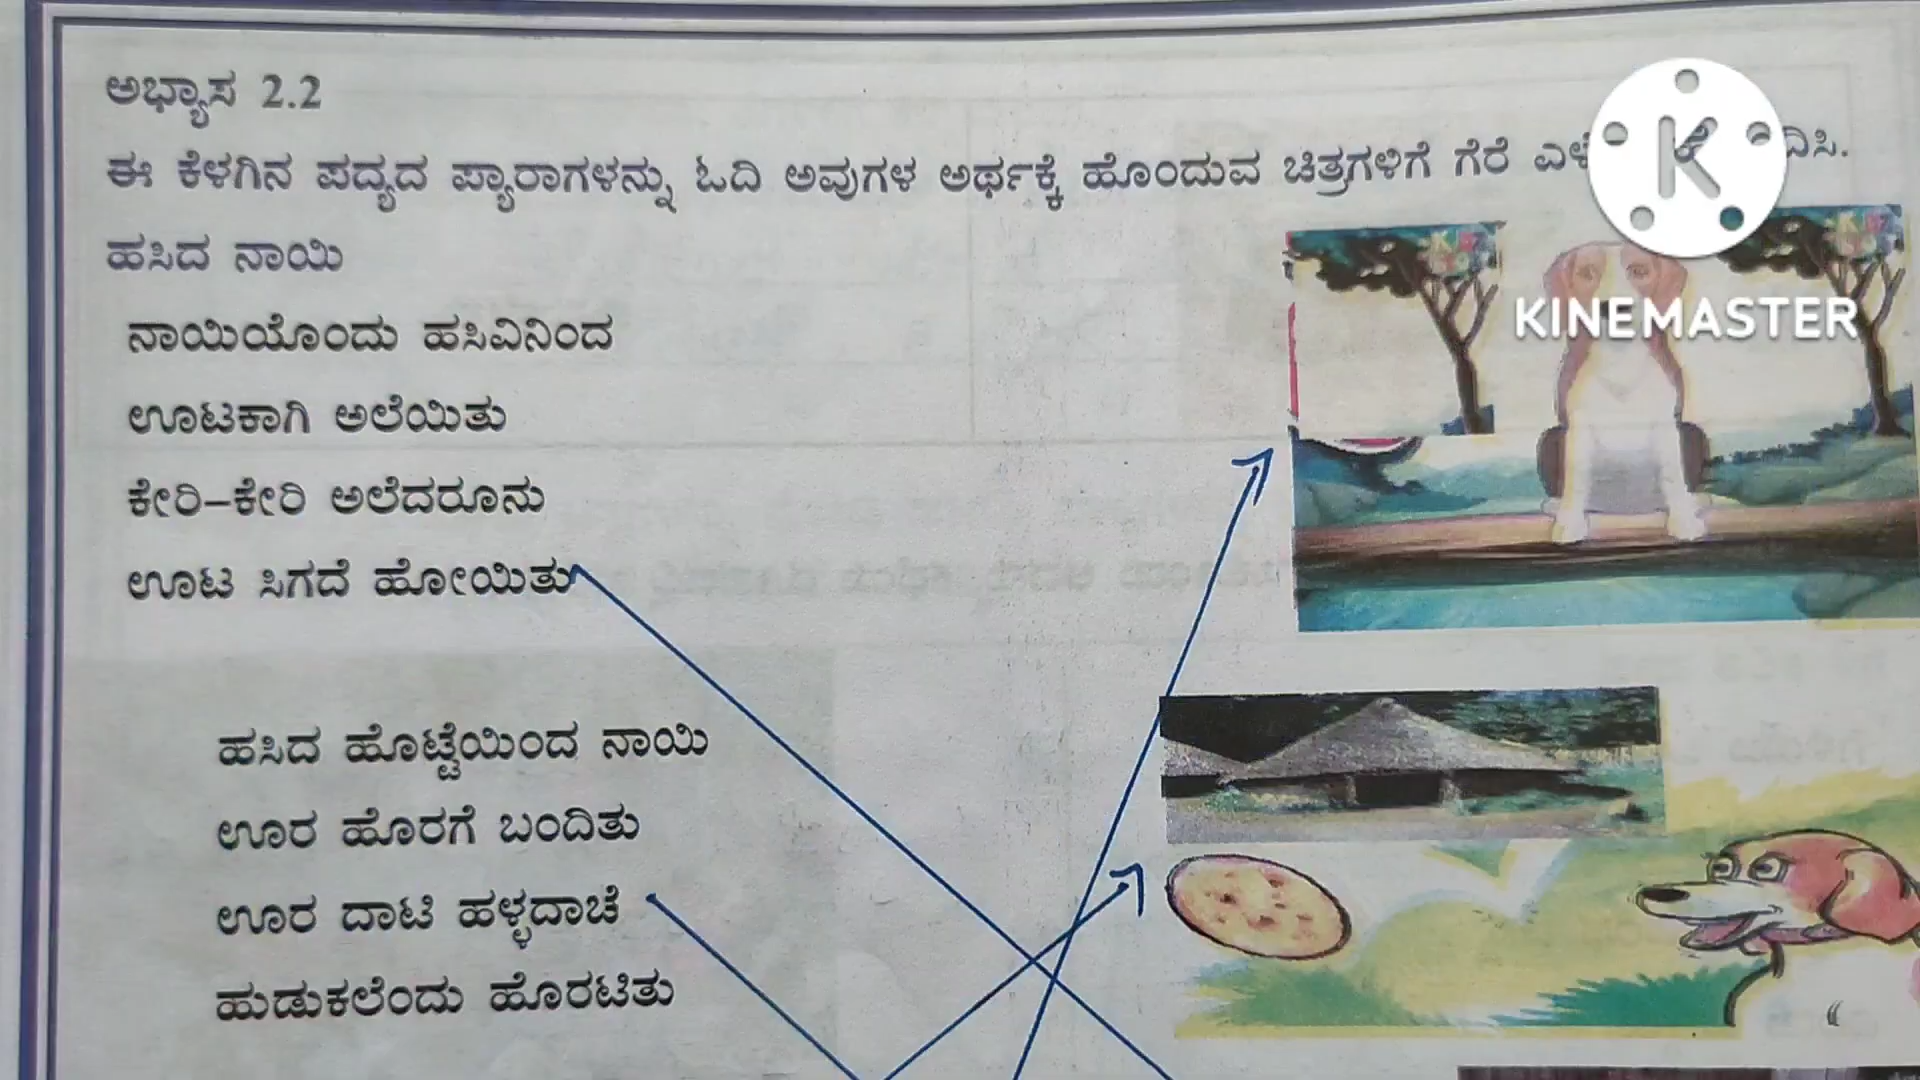 ಅಭ್ಯಾಸ 2.2
ಈ ಕೆಳಗಿನ ಪದ್ಯದ ಪ್ಯಾರಾಗಳನ್ನು ಓದಿ ಅವುಗಳ ಅರ್ಥಕ್ಕೆ ಹೊಂದುವ ಚಿತ್ರಗಳಿಗೆ ಗೆರೆ
ಹಸಿದ ನಾಯಿ
KINEMASTER
ನಾಯಿಯೊಂದು ಹಸಿವಿನಿಂದ
ಊಟಕಾಗಿ ಅಲೆಯಿತು
ಕೇರಿ-ಕೇರಿ ಅಲೆದರೂನು
ಊಟ ಸಿಗದೆ ಹೋಯಿತು
ಹಸಿದ ಹೊಟ್ಟೆಯಿಂದ ನಾಯಿ
ಊರ ಹೊರಗೆ ಬಂದಿತು
ಊರ ದಾಟಿ ಹಳ್ಳದಾಚೆ
ಹುಡುಕಲೆಂದು ಹೊರಟಿತು